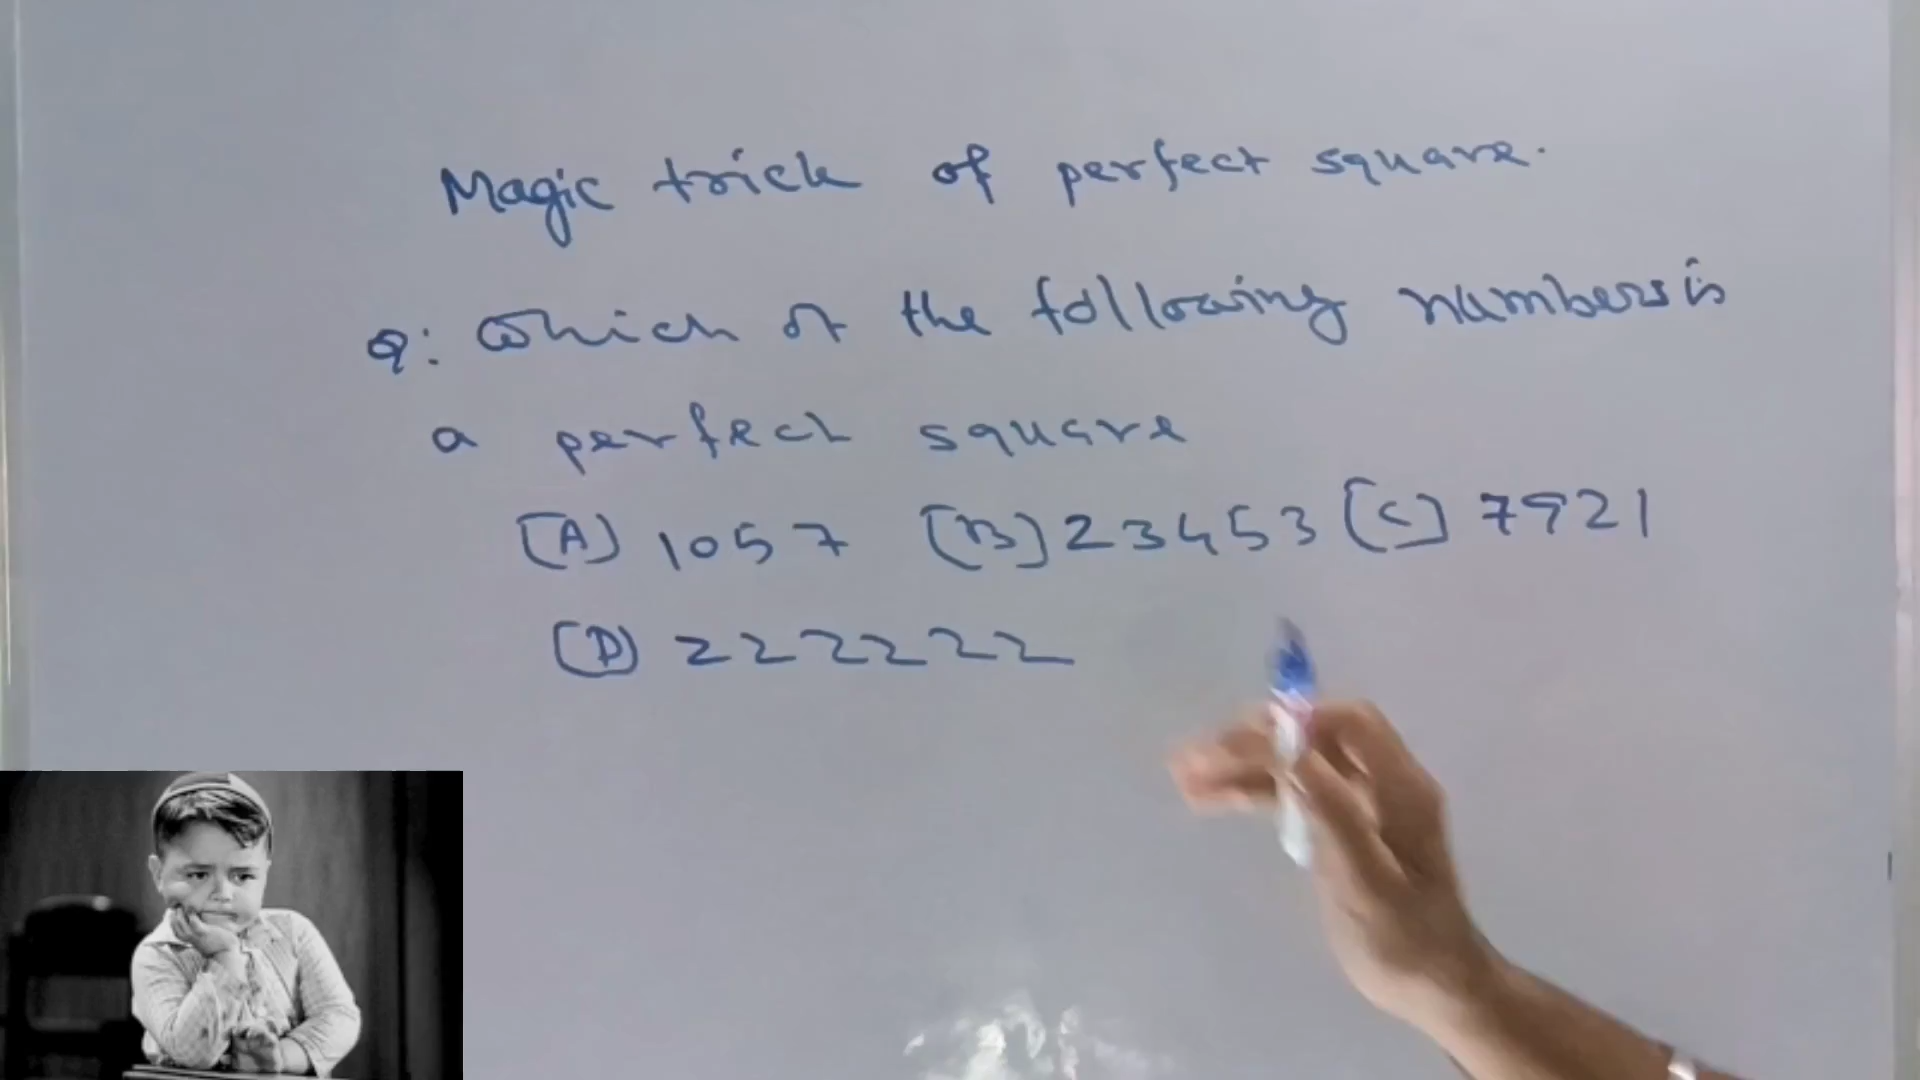 Magic trick of perfect square.
Q: Which of the following numbers is
a perfect square
(A) 1057 (B) 23453 (C) 7921
(D) 222222